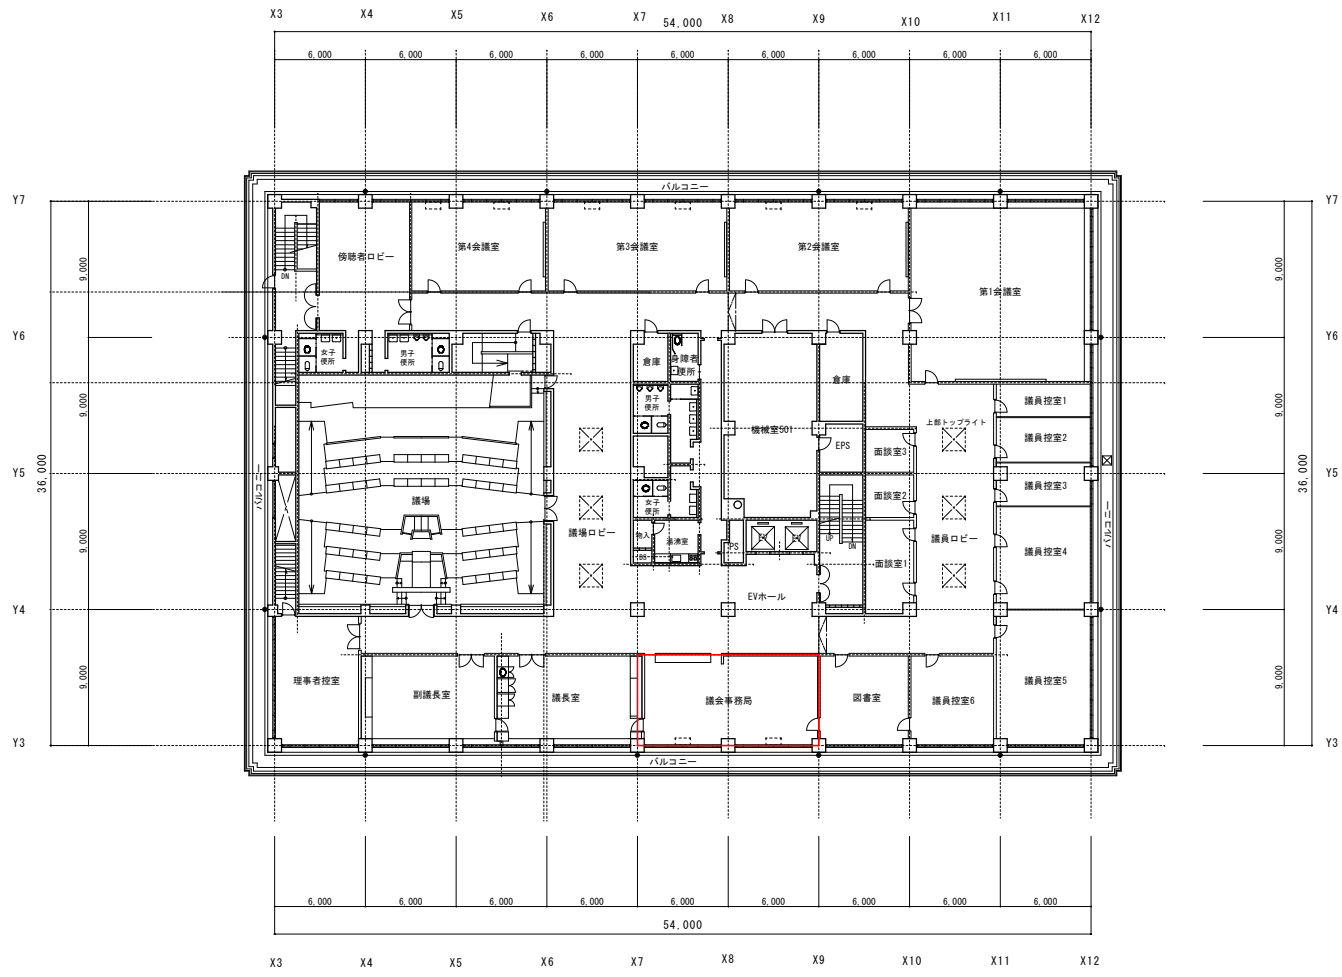 X3 X4 X5 X6 X7 X8 X9 X10 X11 X12
54,000
6,000 6,000 6,000 6,000 6,000 6,000 6,000 6,000 6,000
バルコニー
Y7 Y7
傍聴者ロビー 第4会議室 第3会議室 第2会議室
第1会議室
DN
9,000 9,000
Y6 Y6
女子
便所
男子
便所
倉庫
身障者
便所
倉庫
男子
便所
機械室501
EPS
上部トップライト
議員控室1
議員控室2
9,000 9,000
面談室3
Y5 Y5
36,000 36,000
バルコニー
バルコニー
議場
議場ロビー
女子
便所
面談室2
議員控室3
物入
湯沸室
PS
EV EV
UP DN
議員ロビー
議員控室4
面談室1
9,000 9,000
EVホール
Y4 Y4
理事者控室 副議長室 議長室 議会事務局 図書室 議員控室6 議員控室5
9,000 9,000
Y3 Y3
バルコニー
6,000 6,000 6,000 6,000 6,000 6,000 6,000 6,000 6,000
54,000
X3 X4 X5 X6 X7 X8 X9 X10 X11 X12